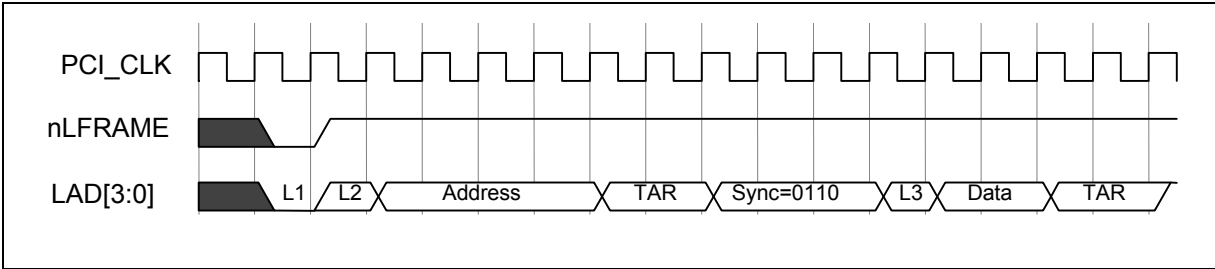 PCI_CLK
nLFRAME
LAD[3:0] L1 L2 Address TAR Sync=0110 L3 Data TAR